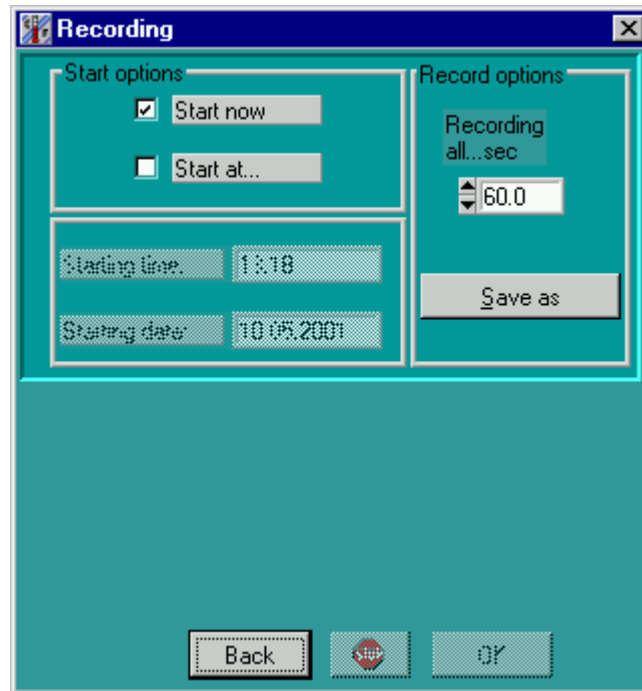 Recording
Start options
Start now
Start at...
Starting time:
13:18
Starting date:
10.05.2001
Record options
Recording
all...sec
60.0
Save as
Back
STOP
OK